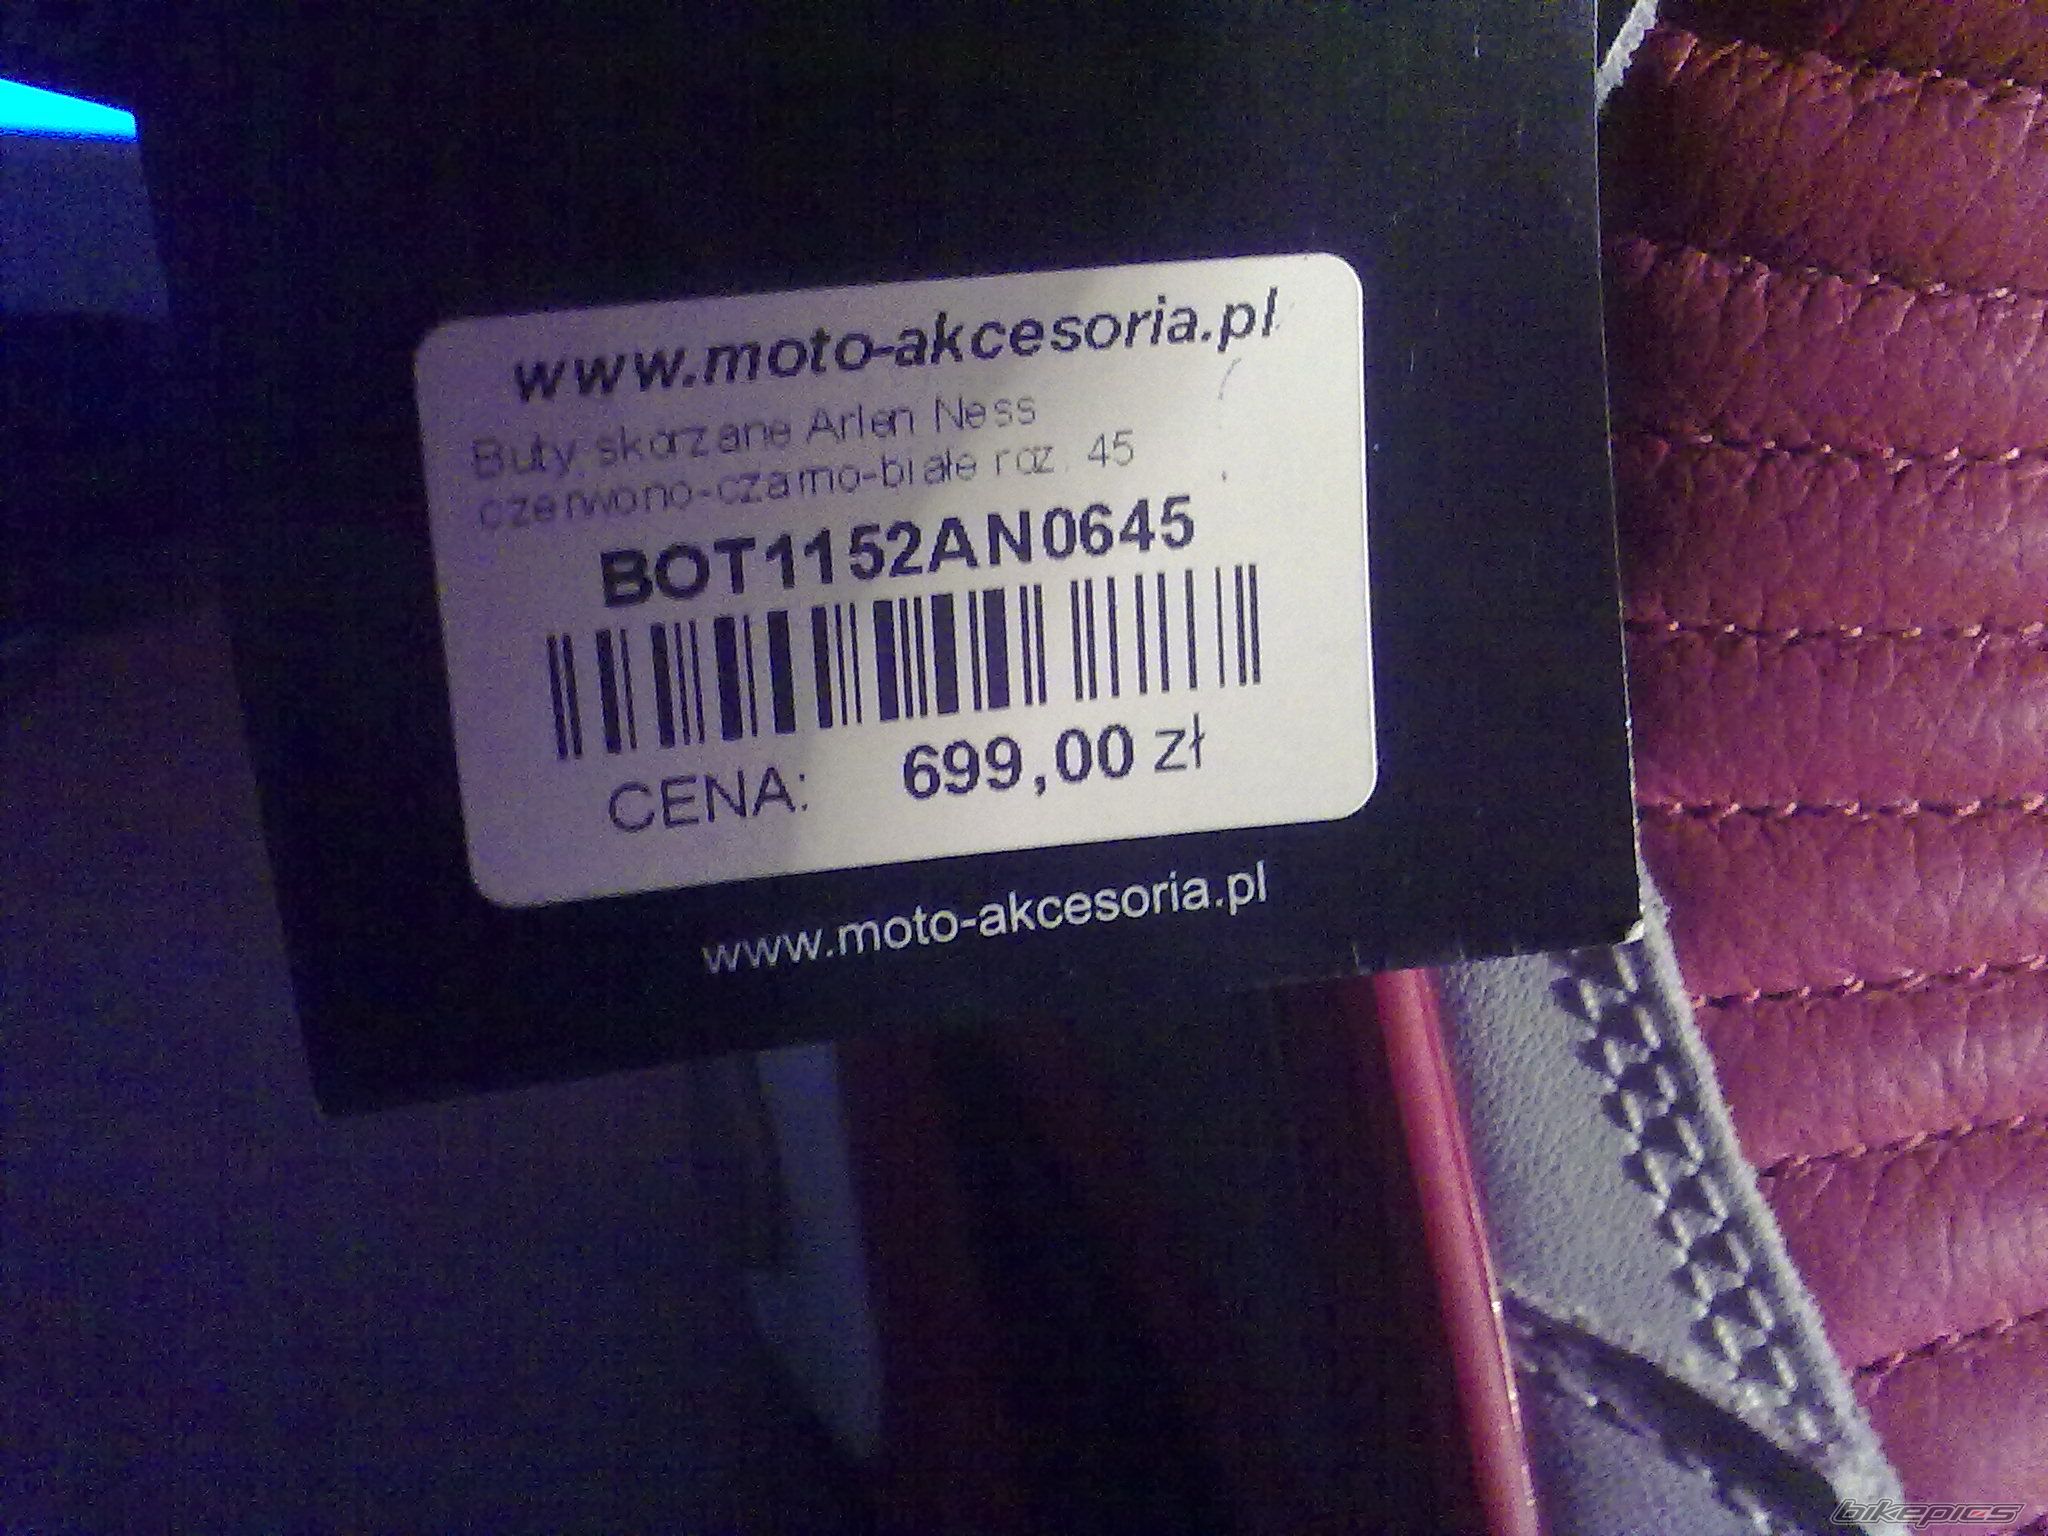 www.moto-akcesoria.pl
Buty skórzane Arlen Ness
czerwono-czarno-białe roz. 45
BOT1152AN0645
CENA: 699,00 zł
www.moto-akcesoria.pl
bikepics